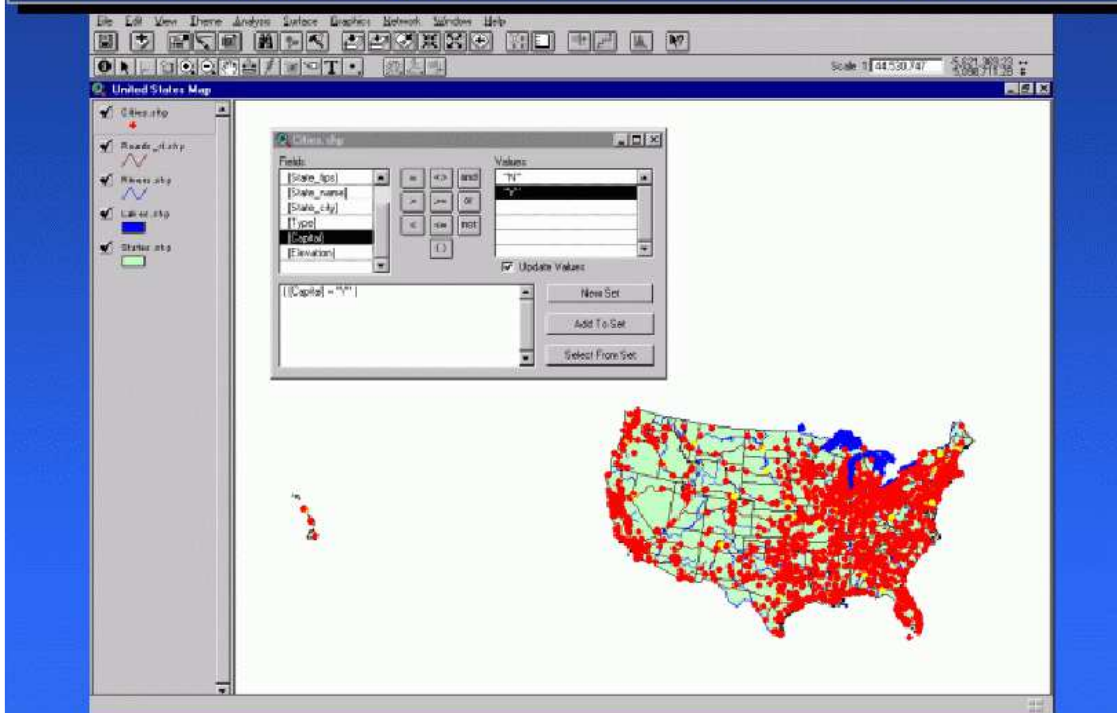 File Edit View Theme Analysis Surface Graphics Network Window Help
T
Scale 1: 44,530,747
United States Map
Cities.shp
Roads_rt.shp
Rivers.shp
Lakes.shp
States.shp
Cities.shp
Fields
Values
[State_fips]
[State_name]
[State_city]
[Type]
[Capital]
[Elevation]
= <> and
> >= or
< <= not
( )
"N"
"Y"
Update Values
( [Capital] = "Y" )
New Set
Add To Set
Select From Set